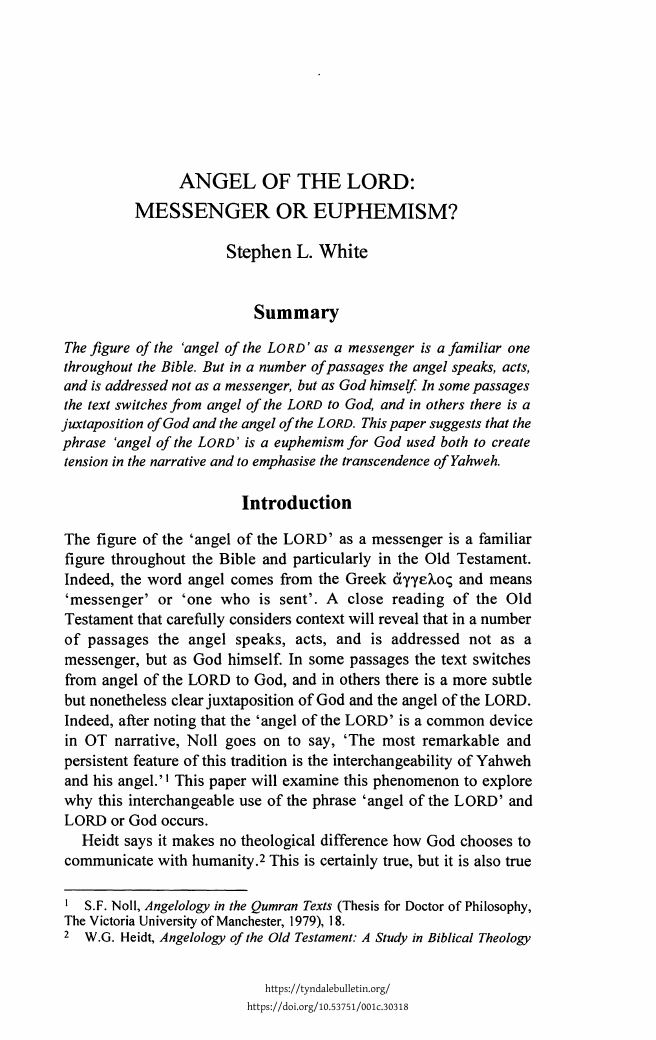 ANGEL OF THE LORD:
MESSENGER OR EUPHEMISM?
Stephen L. White
Summary
The figure of the ‘angel of the LORD’ as a messenger is a familiar one
throughout the Bible. But in a number of passages the angel speaks, acts,
and is addressed not as a messenger, but as God himself. In some passages
the text switches from angel of the LORD to God, and in others there is a
juxtaposition of God and the angel of the LORD. This paper suggests that the
phrase ‘angel of the LORD’ is a euphemism for God used both to create
tension in the narrative and to emphasise the transcendence of Yahweh.
Introduction
The figure of the ‘angel of the LORD’ as a messenger is a familiar
figure throughout the Bible and particularly in the Old Testament.
Indeed, the word angel comes from the Greek ἄγγελος and means
‘messenger’ or ‘one who is sent’. A close reading of the Old
Testament that carefully considers context will reveal that in a number
of passages the angel speaks, acts, and is addressed not as a
messenger, but as God himself. In some passages the text switches
from angel of the LORD to God, and in others there is a more subtle
but nonetheless clear juxtaposition of God and the angel of the LORD.
Indeed, after noting that the ‘angel of the LORD’ is a common device
in OT narrative, Noll goes on to say, ‘The most remarkable and
persistent feature of this tradition is the interchangeability of Yahweh
and his angel.’1 This paper will examine this phenomenon to explore
why this interchangeable use of the phrase ‘angel of the LORD’ and
LORD or God occurs.
Heidt says it makes no theological difference how God chooses to
communicate with humanity.2 This is certainly true, but it is also true
1 S.F. Noll, Angelology in the Qumran Texts (Thesis for Doctor of Philosophy,
The Victoria University of Manchester, 1979), 18.
2 W.G. Heidt, Angelology of the Old Testament: A Study in Biblical Theology
https://tyndalebulletin.org/
https://doi.org/10.53751/001c.30318